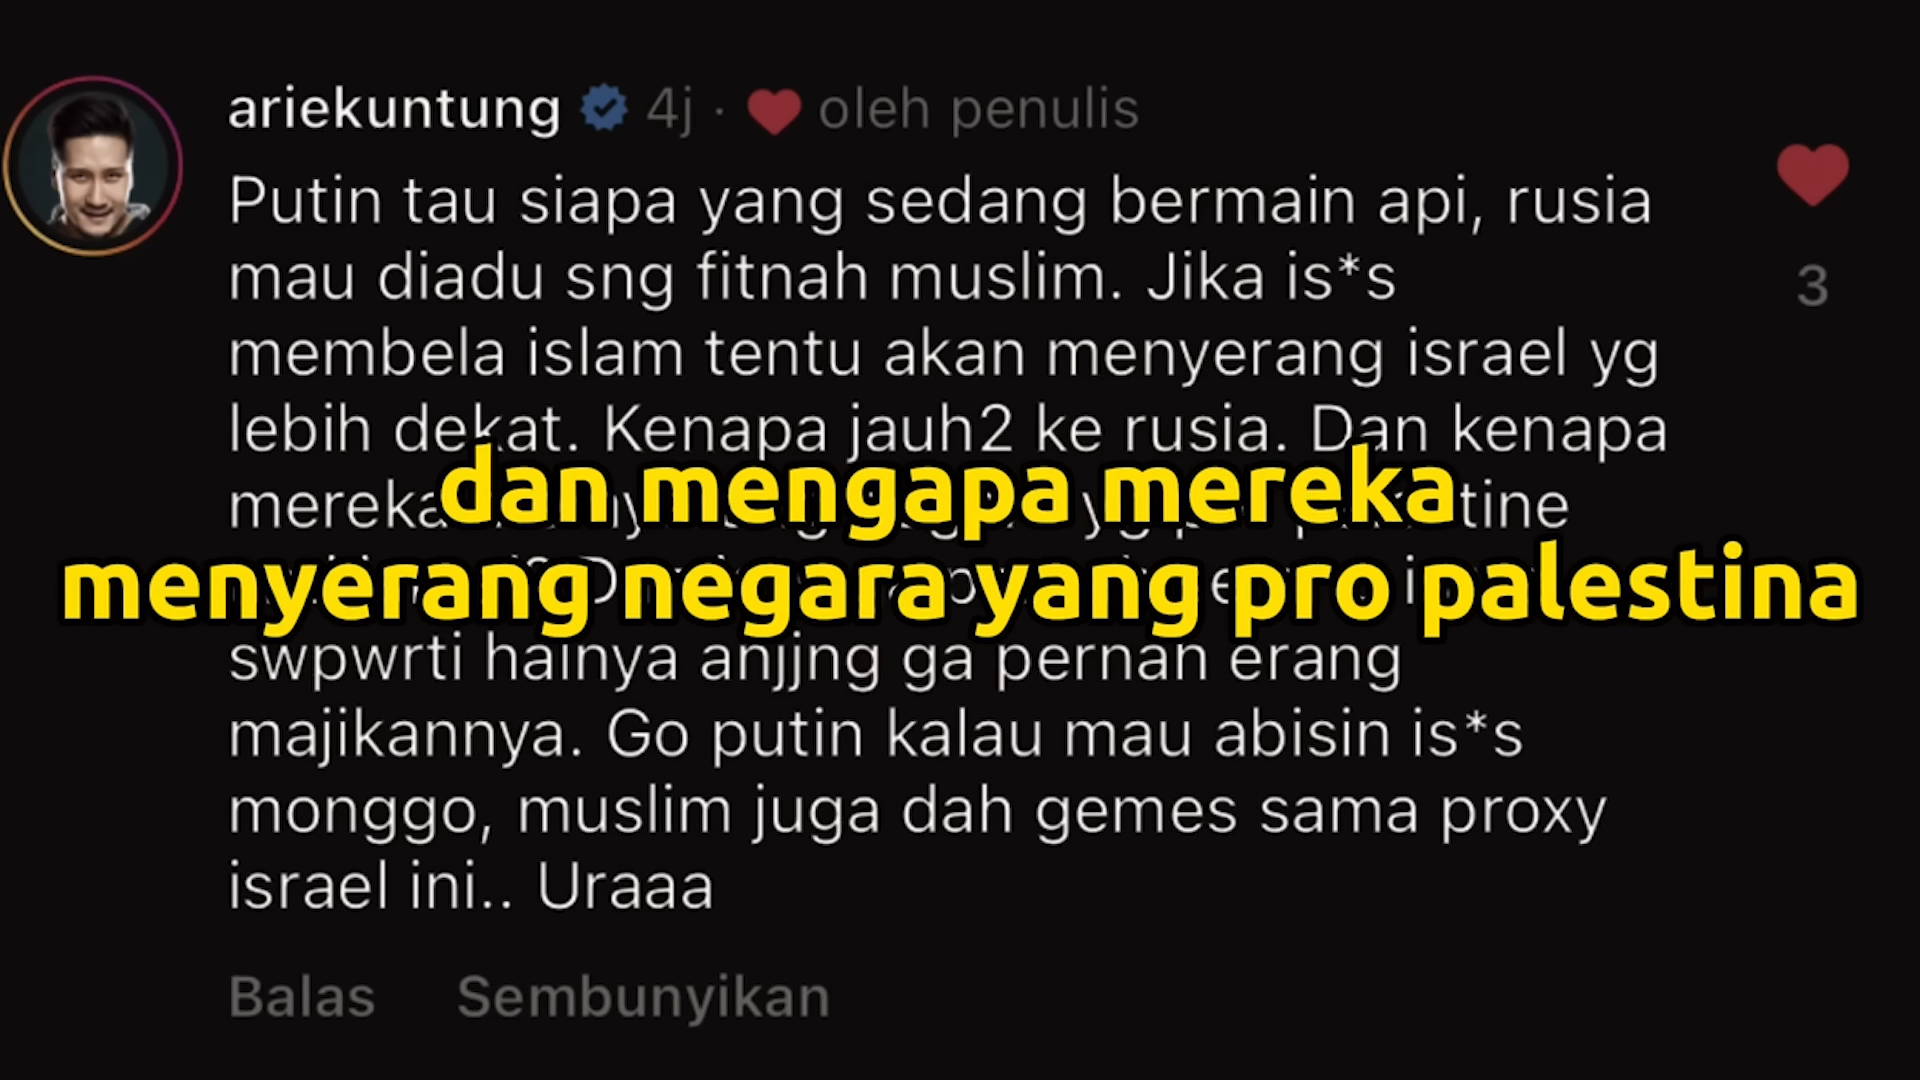 ariekuntung 4j · oleh penulis
Putin tau siapa yang sedang bermain api, rusia
mau diadu sng fitnah muslim. Jika is*s
3
membela islam tentu akan menyerang israel yg
lebih dekat. Kenapa jauh2 ke rusia. Dan kenapa
mereka
dan mengapa mereka
menyerang negara yang pro palestina
swpwrti halnya anjjng ga pernah erang
majikannya. Go putin kalau mau abisin is*s
monggo, muslim juga dah gemes sama proxy
israel ini.. Uraaa
Balas Sembunyikan